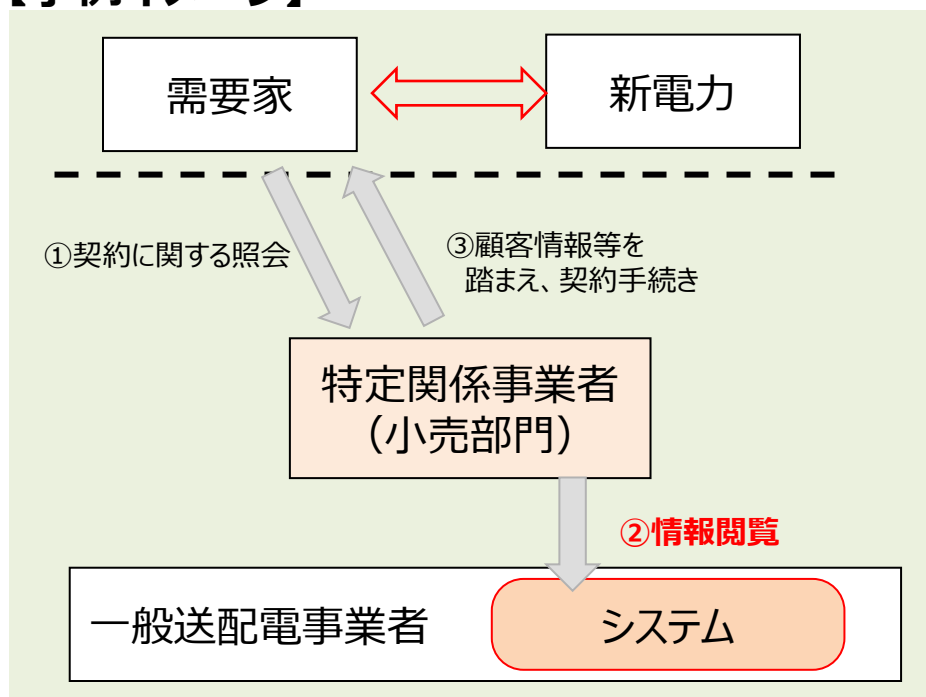 需要家
新電力
①契約に関する照会
③顧客情報等を
踏まえ、契約手続き
特定関係事業者
（小売部門）
②情報閲覧
一般送配電事業者
システム